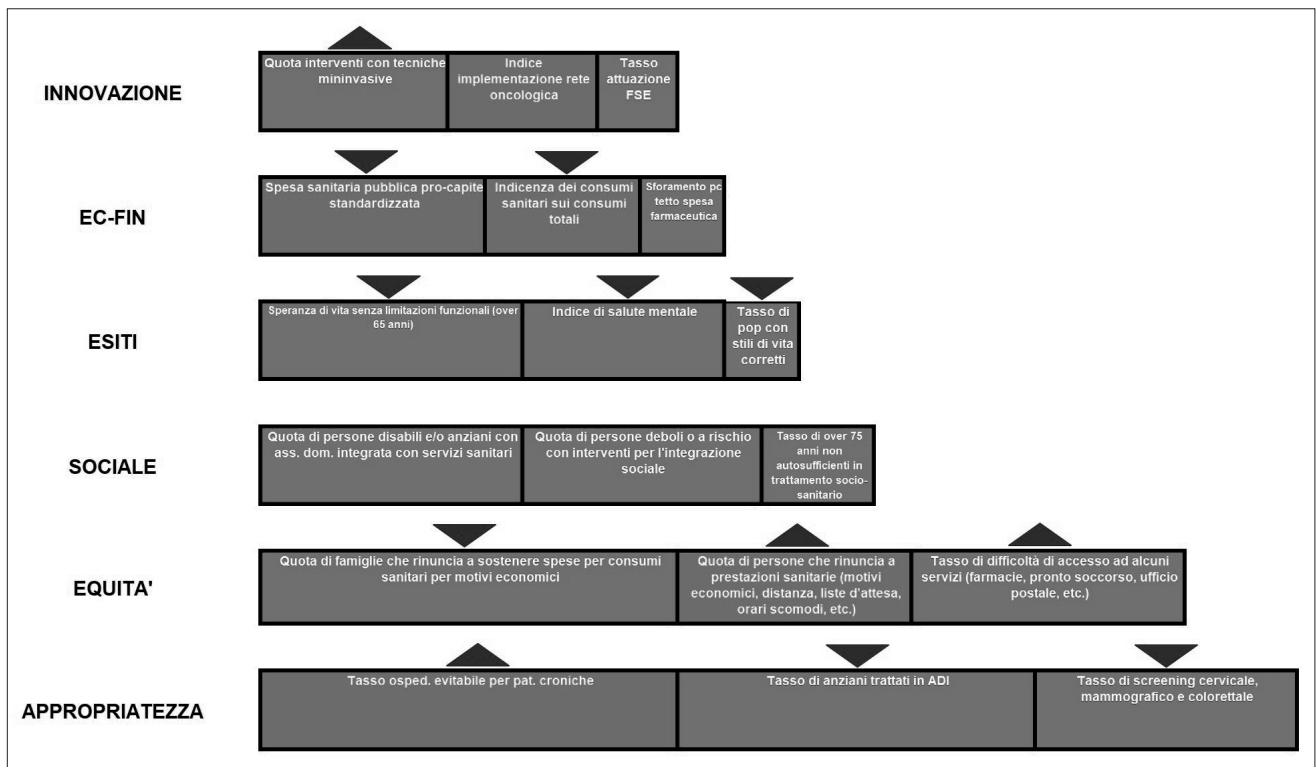 INNOVAZIONE
Quota interventi con tecniche
mininvasive
Indice
implementazione rete
oncologica
Tasso
attuazione
FSE
EC-FIN
Spesa sanitaria pubblica pro-capite
standardizzata
Indicenza dei consumi
sanitari sui consumi
totali
Sforamento pc
tetto spesa
farmaceutica
ESITI
Speranza di vita senza limitazioni funzionali (over
65 anni)
Indice di salute mentale
Tasso di
pop con
stili di vita
corretti
SOCIALE
Quota di persone disabili e/o anziani con
ass. dom. integrata con servizi sanitari
Quota di persone deboli o a rischio
con interventi per l'integrazione
sociale
Tasso di over 75
anni non
autosufficienti in
trattamento socio-
sanitario
EQUITA'
Quota di famiglie che rinuncia a sostenere spese per consumi
sanitari per motivi economici
Quota di persone che rinuncia a
prestazioni sanitarie (motivi
economici, distanza, liste d'attesa,
orari scomodi, etc.)
Tasso di difficoltà di accesso ad alcuni
servizi (farmacie, pronto soccorso, ufficio
postale, etc.)
APPROPRIATEZZA
Tasso osped. evitabile per pat. croniche
Tasso di anziani trattati in ADI
Tasso di screening cervicale,
mammografico e colorettale